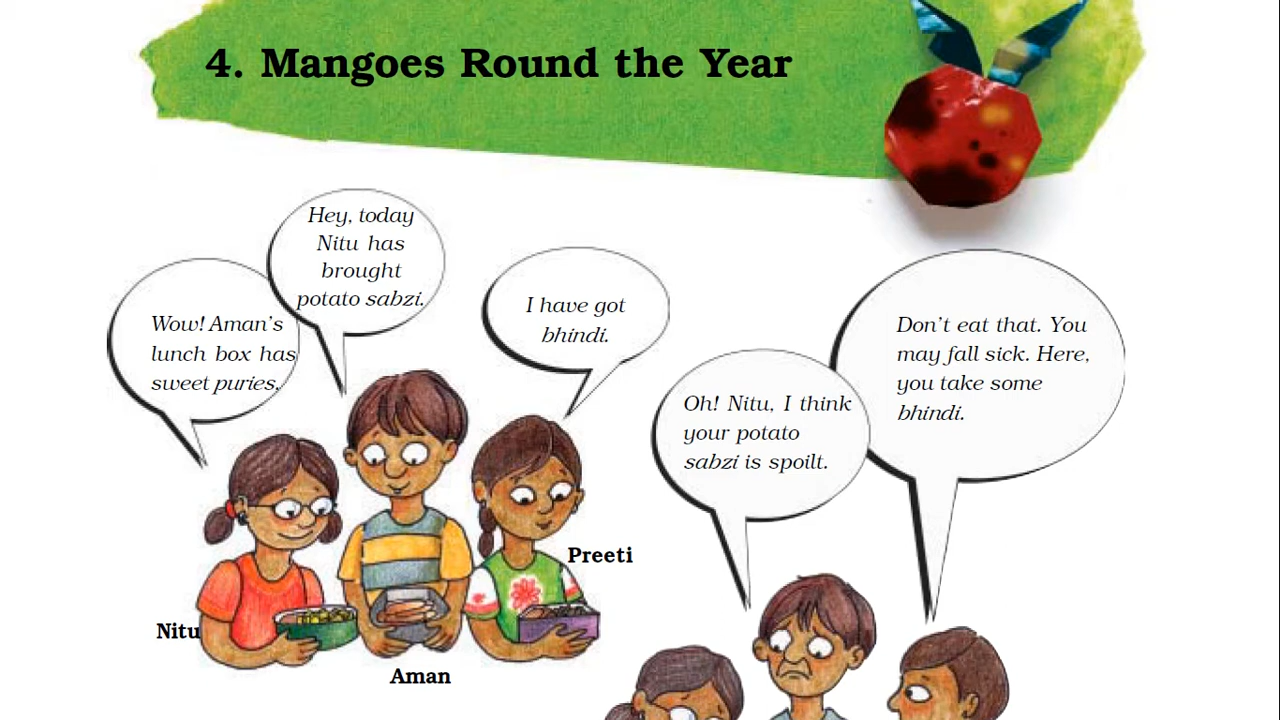 4. Mangoes Round the Year
Wow! Aman's
lunch box has
sweet puries.
Hey, today
Nitu has
brought
potato sabzi.
I have got
bhindi.
Oh! Nitu, I think
your potato
sabzi is spoilt.
Don't eat that. You
may fall sick. Here,
you take some
bhindi.
Nitu
Aman
Preeti